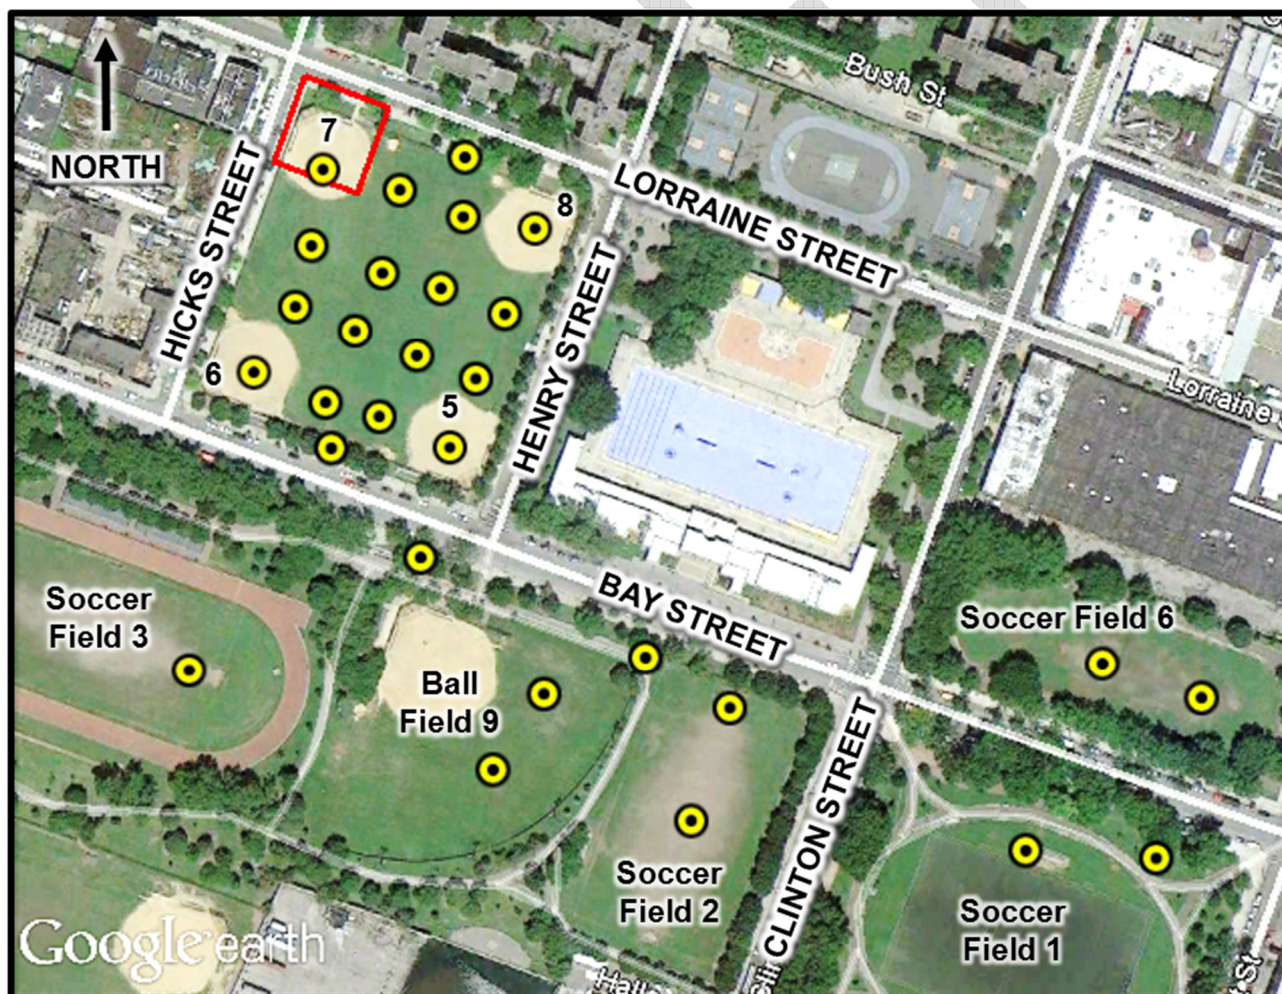 Bush St
NORTH
7
8
LORRAINE STREET
HICKS STREET
HENRY STREET
6
5
Lorraine
BAY STREET
Soccer
Field 3
Ball
Field 9
Soccer Field 6
Soccer
Field 2
CLINTON STREET
Soccer
Field 1
Google earth